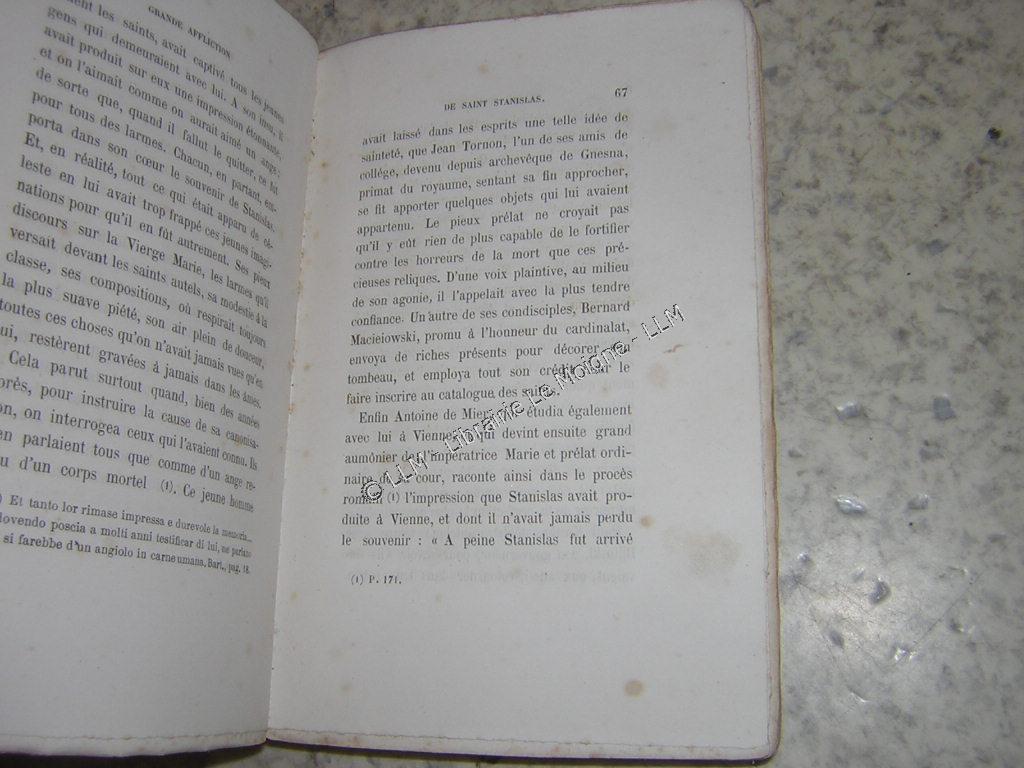 GRANDE AFFLICTION
les saints, avait captivé tous les jeunes
gens qui demeuraient avec lui. A son insu, il
avait produit sur eux une impression étonnante,
et on l'aimait comme on aurait aimé un ange;
de sorte que, quand il fallut le quitter, ce fut
pour tous des larmes. Chacun, en partant, em-
porta dans son cœur le souvenir de Stanislas.
Et, en réalité, tout ce qui était apparu de cé-
leste en lui avait trop frappé ces jeunes imagi-
nations pour qu'il en fût autrement. Ses pieux
discours sur la Vierge Marie, les larmes qu'il
versait devant les saints autels, sa modestie à la
classe, ses compositions, où respirait toujours
la plus suave piété, son air plein de douceur,
toutes ces choses qu'on n'avait jamais vues qu'en
lui, restèrent gravées à jamais dans les âmes.
Cela parut surtout quand, bien des années
après, pour instruire la cause de sa canonisa-
on, on interrogea ceux qui l'avaient connu. Ils
en parlaient tous que comme d'un ange re-
u d'un corps mortel (1). Ce jeune homme
) Et tanto lor rimase impressa e durevole la memoria...
dovendo poscia a molti anni testificar di lui, ne parlano
si farebbe d'un angiolo in carne umana. Bart., pag. 18.
DE SAINT STANISLAS. 67
avait laissé dans les esprits une telle idée de
sainteté, que Jean Tornon, l'un de ses amis de
collége, devenu depuis archevêque de Gnesna,
primat du royaume, sentant sa fin approcher,
se fit apporter quelques objets qui lui avaient
appartenu. Le pieux prélat ne croyait pas
qu'il y eût rien de plus capable de le fortifier
contre les horreurs de la mort que ces pré-
cieuses reliques. D'une voix plaintive, au milieu
de son agonie, il l'appelait avec la plus tendre
confiance. Un autre de ses condisciples, Bernard
Macieiowski, promu à l'honneur du cardinalat,
envoya de riches présents pour décorer son
tombeau, et employa tout son crédit pour le
faire inscrire au catalogue des saints.
Enfin Antoine de étudia également
avec lui à Vienne, qui devint ensuite grand
aumônier de l'impératrice Marie et prélat ordi-
naire de la cour, raconte ainsi dans le procès
romain (1) l'impression que Stanislas avait pro-
duite à Vienne, et dont il n'avait jamais perdu
le souvenir : « A peine Stanislas fut arrivé
(1) P. 171.
© LLM - Librairie Le Moigne - LLM